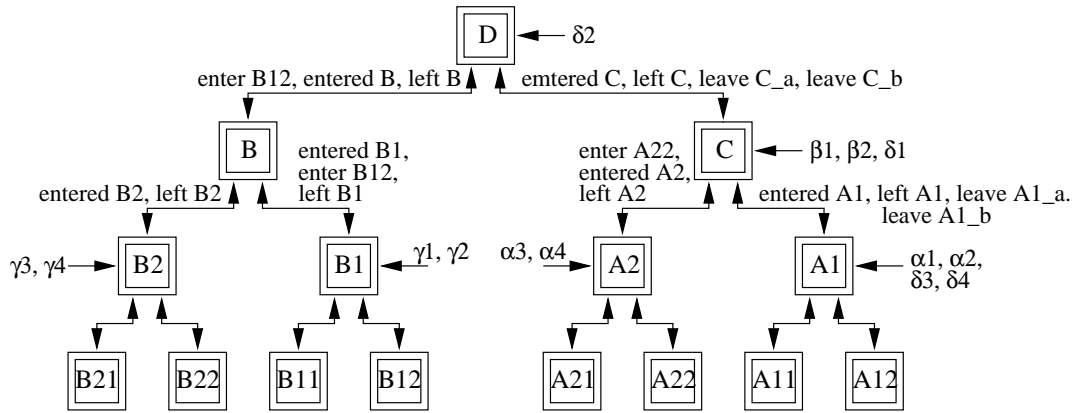 D
δ2
enter B12, entered B, left B
emtered C, left C, leave C_a, leave C_b
B
entered B1,
enter B12,
left B1
enter A22,
entered A2,
left A2
C
β1, β2, δ1
entered B2, left B2
entered A1, left A1, leave A1_a.
leave A1_b
γ3, γ4
B2
B1
γ1, γ2
α3, α4
A2
A1
α1, α2,
δ3, δ4
B21
B22
B11
B12
A21
A22
A11
A12